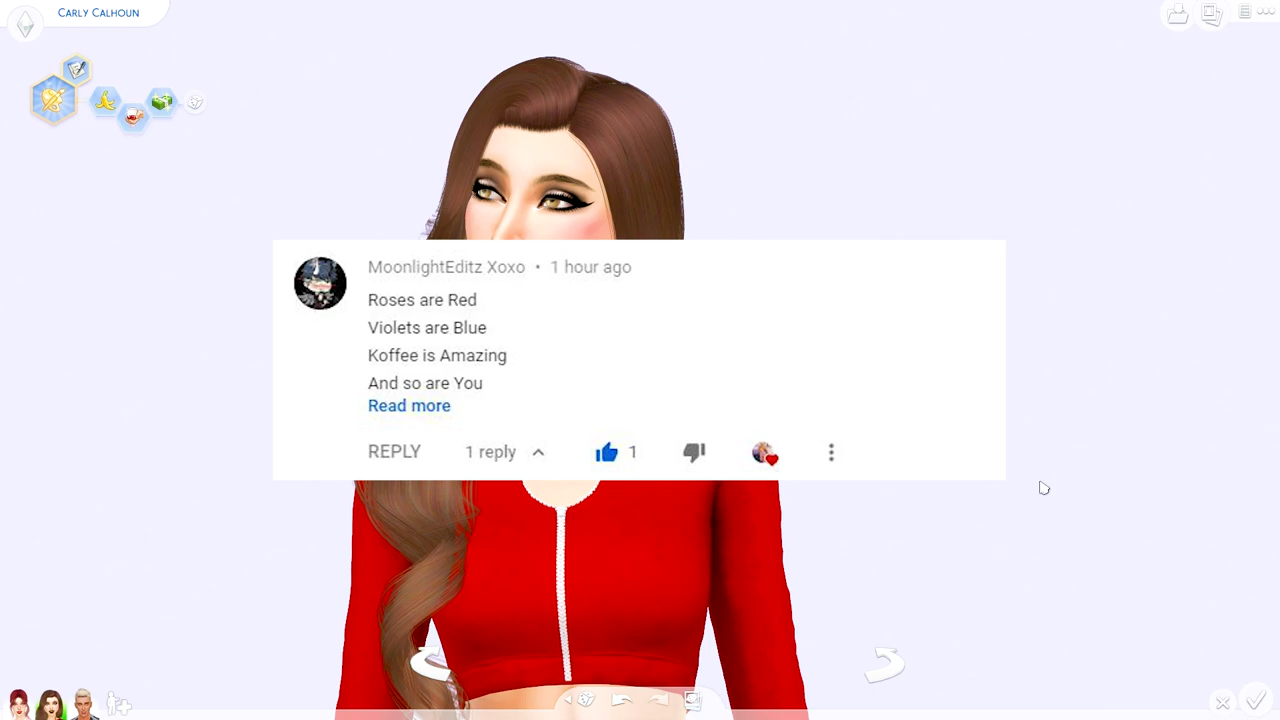 Carly Calhoun
MoonlightEditz Xoxo • 1 hour ago
Roses are Red
Violets are Blue
Koffee is Amazing
And so are You
Read more
REPLY 1 reply 1